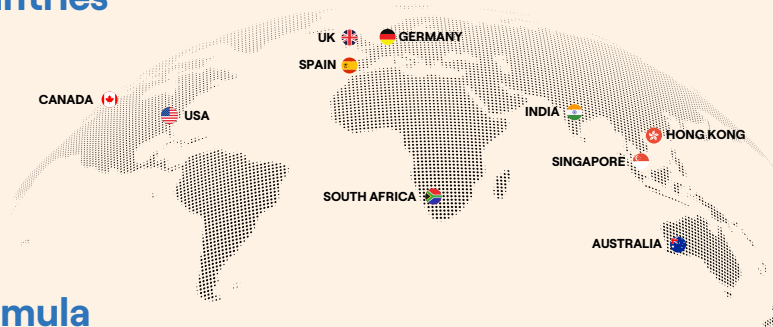 ntries
UK
GERMANY
SPAIN
CANADA
USA
INDIA
HONG KONG
SINGAPORE
SOUTH AFRICA
AUSTRALIA
mula